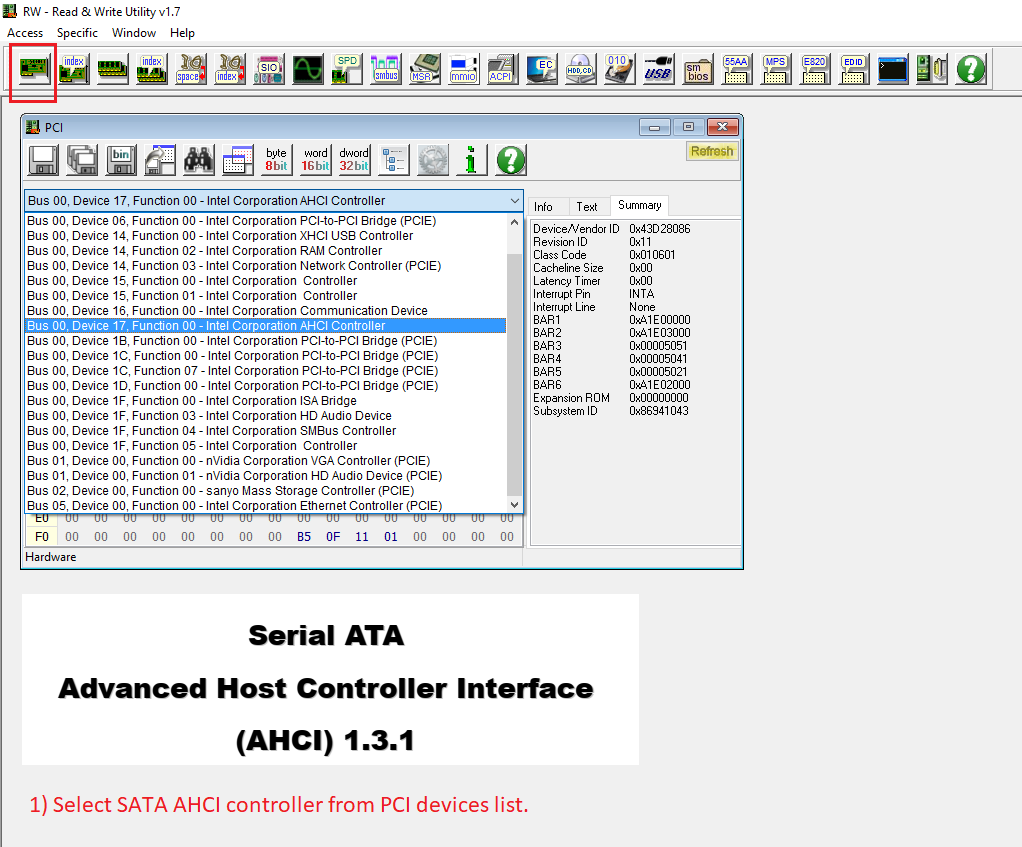 RW - Read & Write Utility v1.7
Access Specific Window Help
index index space index SIO SPD smbus MSR mmio ACPI EC HDD,CD 010 USB sm bios 55AA MPS E820 EDID
PCI
bin byte 8bit word 16bit dword 32bit
Refresh
Bus 00, Device 17, Function 00 - Intel Corporation AHCI Controller
Bus 00, Device 06, Function 00 - Intel Corporation PCI-to-PCI Bridge (PCIE)
Bus 00, Device 14, Function 00 - Intel Corporation XHCI USB Controller
Bus 00, Device 14, Function 02 - Intel Corporation RAM Controller
Bus 00, Device 14, Function 03 - Intel Corporation Network Controller (PCIE)
Bus 00, Device 15, Function 00 - Intel Corporation  Controller
Bus 00, Device 15, Function 01 - Intel Corporation  Controller
Bus 00, Device 16, Function 00 - Intel Corporation Communication Device
Bus 00, Device 17, Function 00 - Intel Corporation AHCI Controller
Bus 00, Device 1B, Function 00 - Intel Corporation PCI-to-PCI Bridge (PCIE)
Bus 00, Device 1C, Function 00 - Intel Corporation PCI-to-PCI Bridge (PCIE)
Bus 00, Device 1C, Function 07 - Intel Corporation PCI-to-PCI Bridge (PCIE)
Bus 00, Device 1D, Function 00 - Intel Corporation PCI-to-PCI Bridge (PCIE)
Bus 00, Device 1F, Function 00 - Intel Corporation ISA Bridge
Bus 00, Device 1F, Function 03 - Intel Corporation HD Audio Device
Bus 00, Device 1F, Function 04 - Intel Corporation SMBus Controller
Bus 00, Device 1F, Function 05 - Intel Corporation  Controller
Bus 01, Device 00, Function 00 - nVidia Corporation VGA Controller (PCIE)
Bus 01, Device 00, Function 01 - nVidia Corporation HD Audio Device (PCIE)
Bus 02, Device 00, Function 00 - sanyo Mass Storage Controller (PCIE)
Bus 05, Device 00, Function 00 - Intel Corporation Ethernet Controller (PCIE)
E0 00 00 00 00 00 00 00 00 00 00 00 00 00 00 00 00
F0 00 00 00 00 00 00 00 00 B5 0F 11 01 00 00 00 00
Hardware
Info Text Summary
Device/Vendor ID 0x43D28086
Revision ID 0x11
Class Code 0x010601
Cacheline Size 0x00
Latency Timer 0x00
Interrupt Pin INTA
Interrupt Line None
BAR1 0xA1E00000
BAR2 0xA1E03000
BAR3 0x00005051
BAR4 0x00005041
BAR5 0x00005021
BAR6 0xA1E02000
Expansion ROM 0x00000000
Subsystem ID 0x86941043
Serial ATA
Advanced Host Controller Interface
(AHCI) 1.3.1
1) Select SATA AHCI controller from PCI devices list.